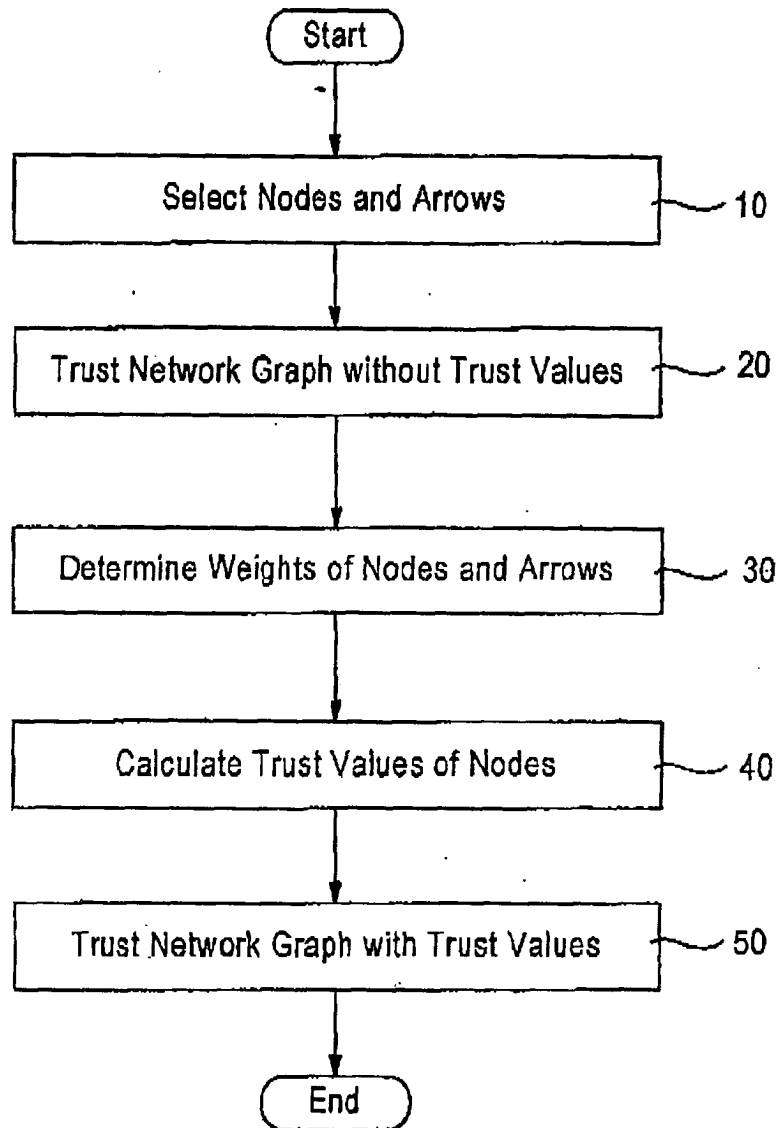 Start
Select Nodes and Arrows
10
Trust Network Graph without Trust Values
20
Determine Weights of Nodes and Arrows
30
Calculate Trust Values of Nodes
40
Trust Network Graph with Trust Values
50
End